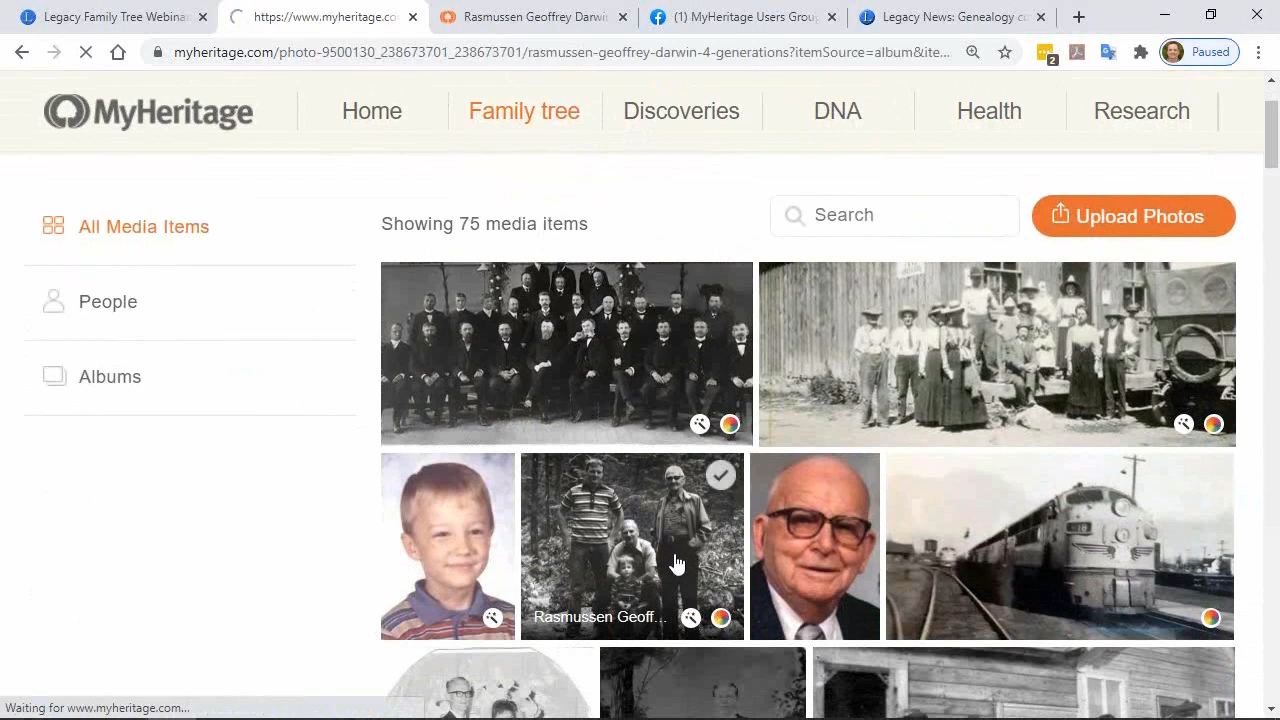 Legacy Family Tree Webina
https://www.myheritage.co
Rasmussen Geoffrey Darwi
(1) MyHeritage Users Grou
Legacy News: Genealogy c
myheritage.com/photo-9500130_238673701_238673701/rasmussen-geoffrey-darwin-4-generations?itemSource=album&ite...
2
Paused
MyHeritage
Home
Family tree
Discoveries
DNA
Health
Research
All Media Items
People
Albums
Showing 75 media items
Search
Upload Photos
Rasmussen Geoff...
Waiting for www.myheritage.com...